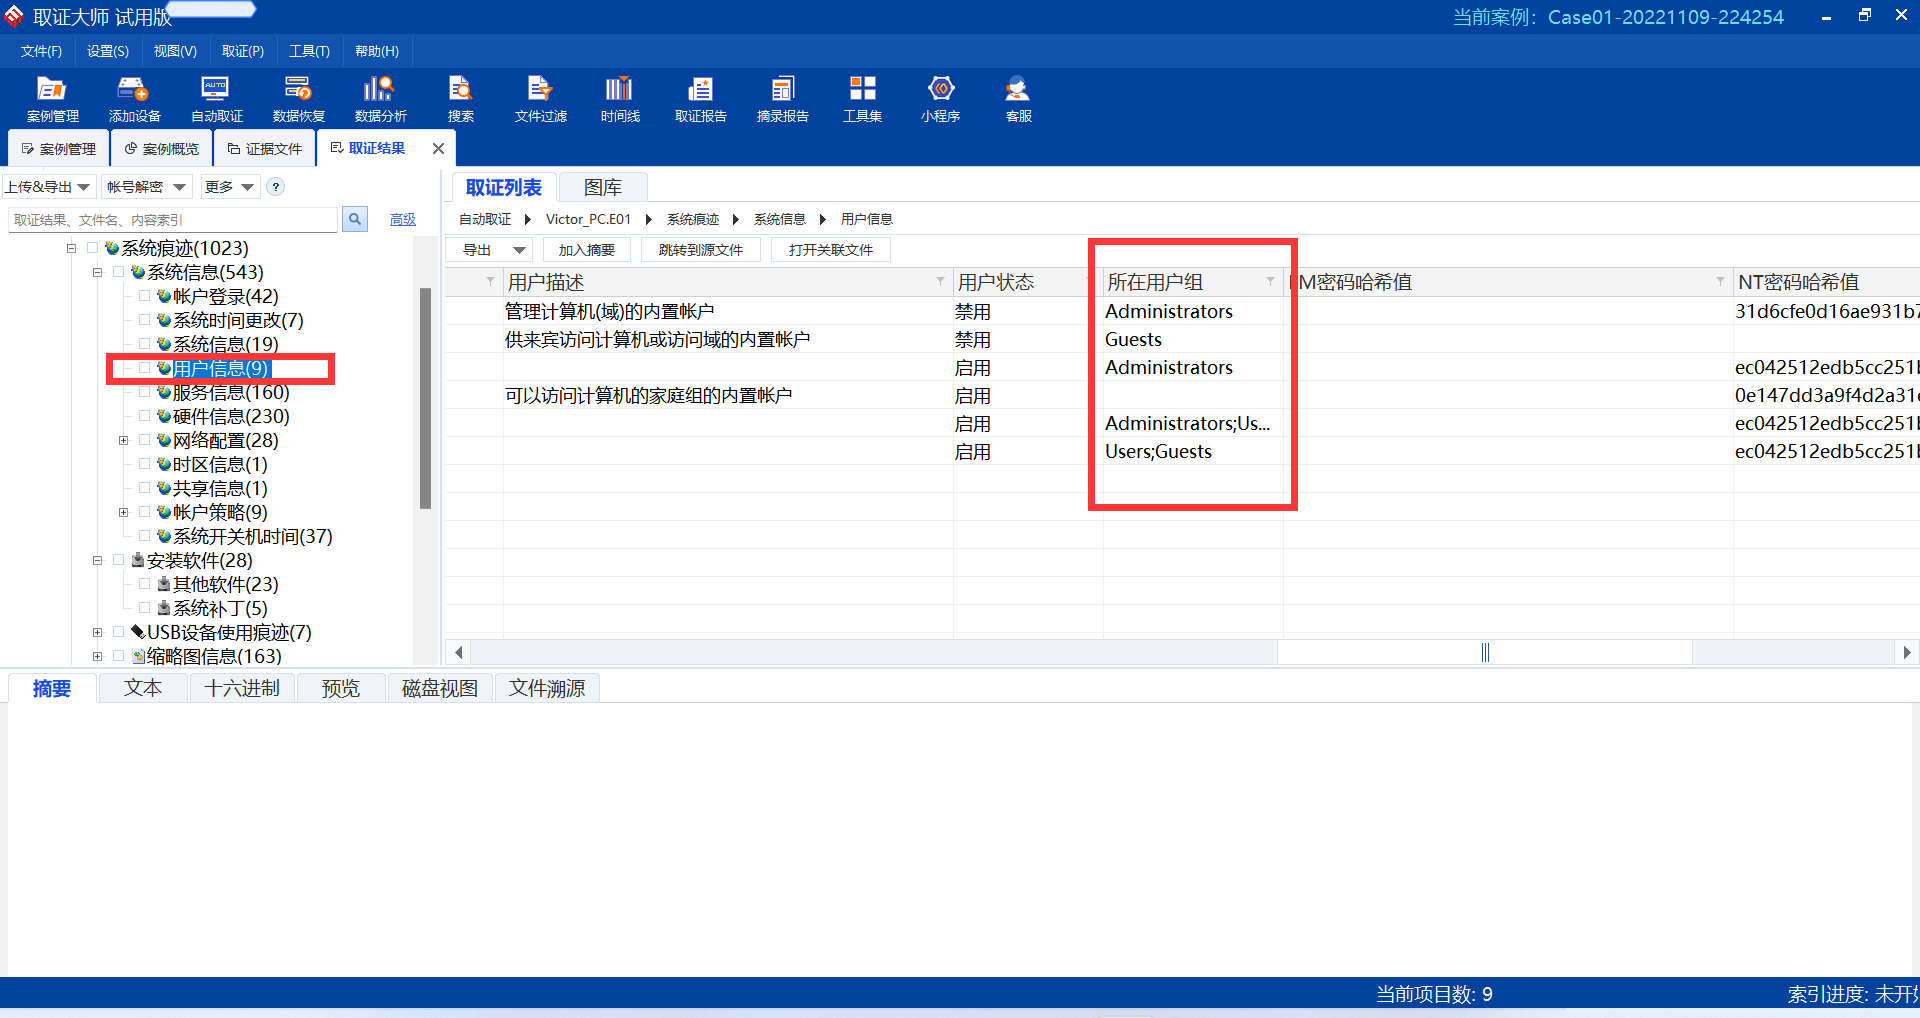 取证大师 试用版
当前案例: Case01-20221109-224254
文件(F) 设置(S) 视图(V) 取证(P) 工具(T) 帮助(H)
案例管理 添加设备 自动取证 数据恢复 数据分析 搜索 文件过滤 时间线 取证报告 摘录报告 工具集 小程序 客服
案例管理 案例概览 证据文件 取证结果
上传&导出 帐号解密 更多 ?
取证结果、文件名、内容索引 高级
系统痕迹(1023)
系统信息(543)
帐户登录(42)
系统时间更改(7)
系统信息(19)
用户信息(9)
服务信息(160)
硬件信息(230)
网络配置(28)
时区信息(1)
共享信息(1)
帐户策略(9)
系统开关机时间(37)
安装软件(28)
其他软件(23)
系统补丁(5)
USB设备使用痕迹(7)
缩略图信息(163)
取证列表 图库
自动取证 Victor_PC.E01 系统痕迹 系统信息 用户信息
导出 加入摘要 跳转到源文件 打开关联文件
用户描述 用户状态 所在用户组 M密码哈希值 NT密码哈希值
管理计算机(域)的内置帐户 禁用 Administrators 31d6cfe0d16ae931b7
供来宾访问计算机或访问域的内置帐户 禁用 Guests
启用 Administrators ec042512edb5cc251b
可以访问计算机的家庭组的内置帐户 启用 0e147dd3a9f4d2a31e
启用 Administrators;Us... ec042512edb5cc251b
启用 Users;Guests ec042512edb5cc251b
摘要 文本 十六进制 预览 磁盘视图 文件溯源
当前项目数: 9 索引进度: 未开